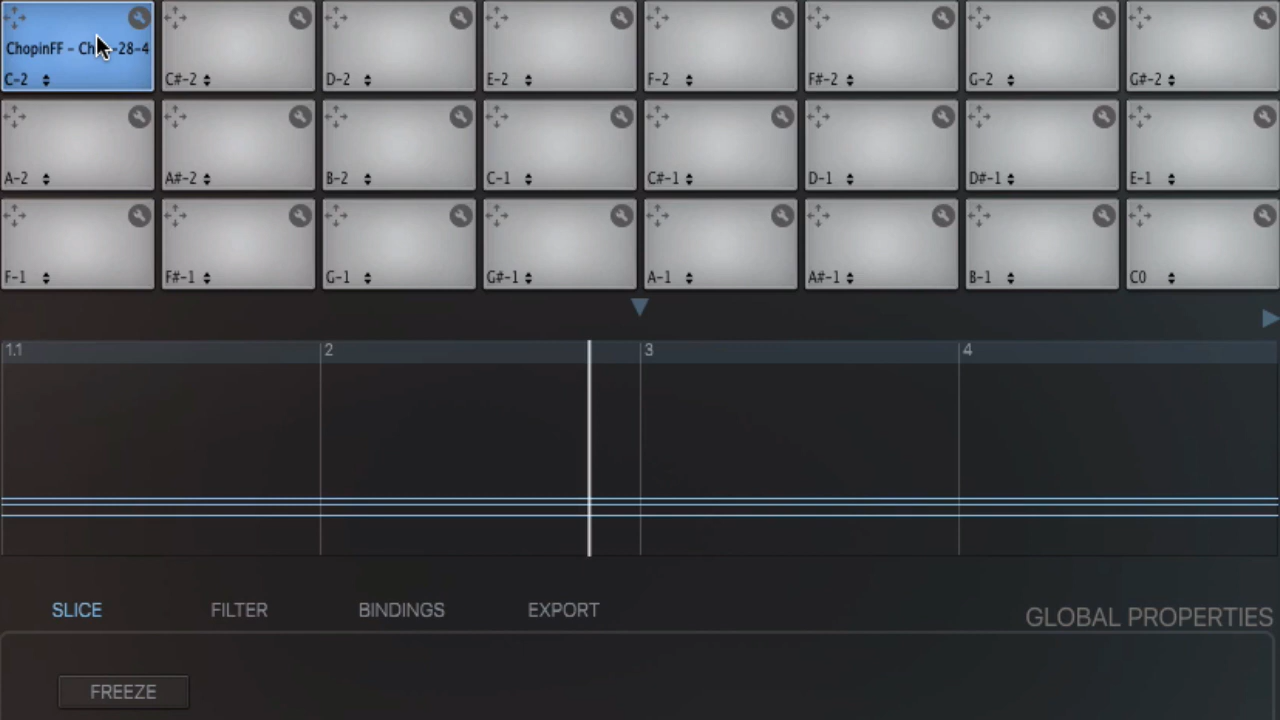 ChopinFF - Ch -28-4
C-2 C#-2 D-2 E-2 F-2 F#-2 G-2 G#-2
A-2 A#-2 B-2 C-1 C#-1 D-1 D#-1 E-1
F-1 F#-1 G-1 G#-1 A-1 A#-1 B-1 C0
1.1 2 3 4
SLICE FILTER BINDINGS EXPORT
GLOBAL PROPERTIES
FREEZE